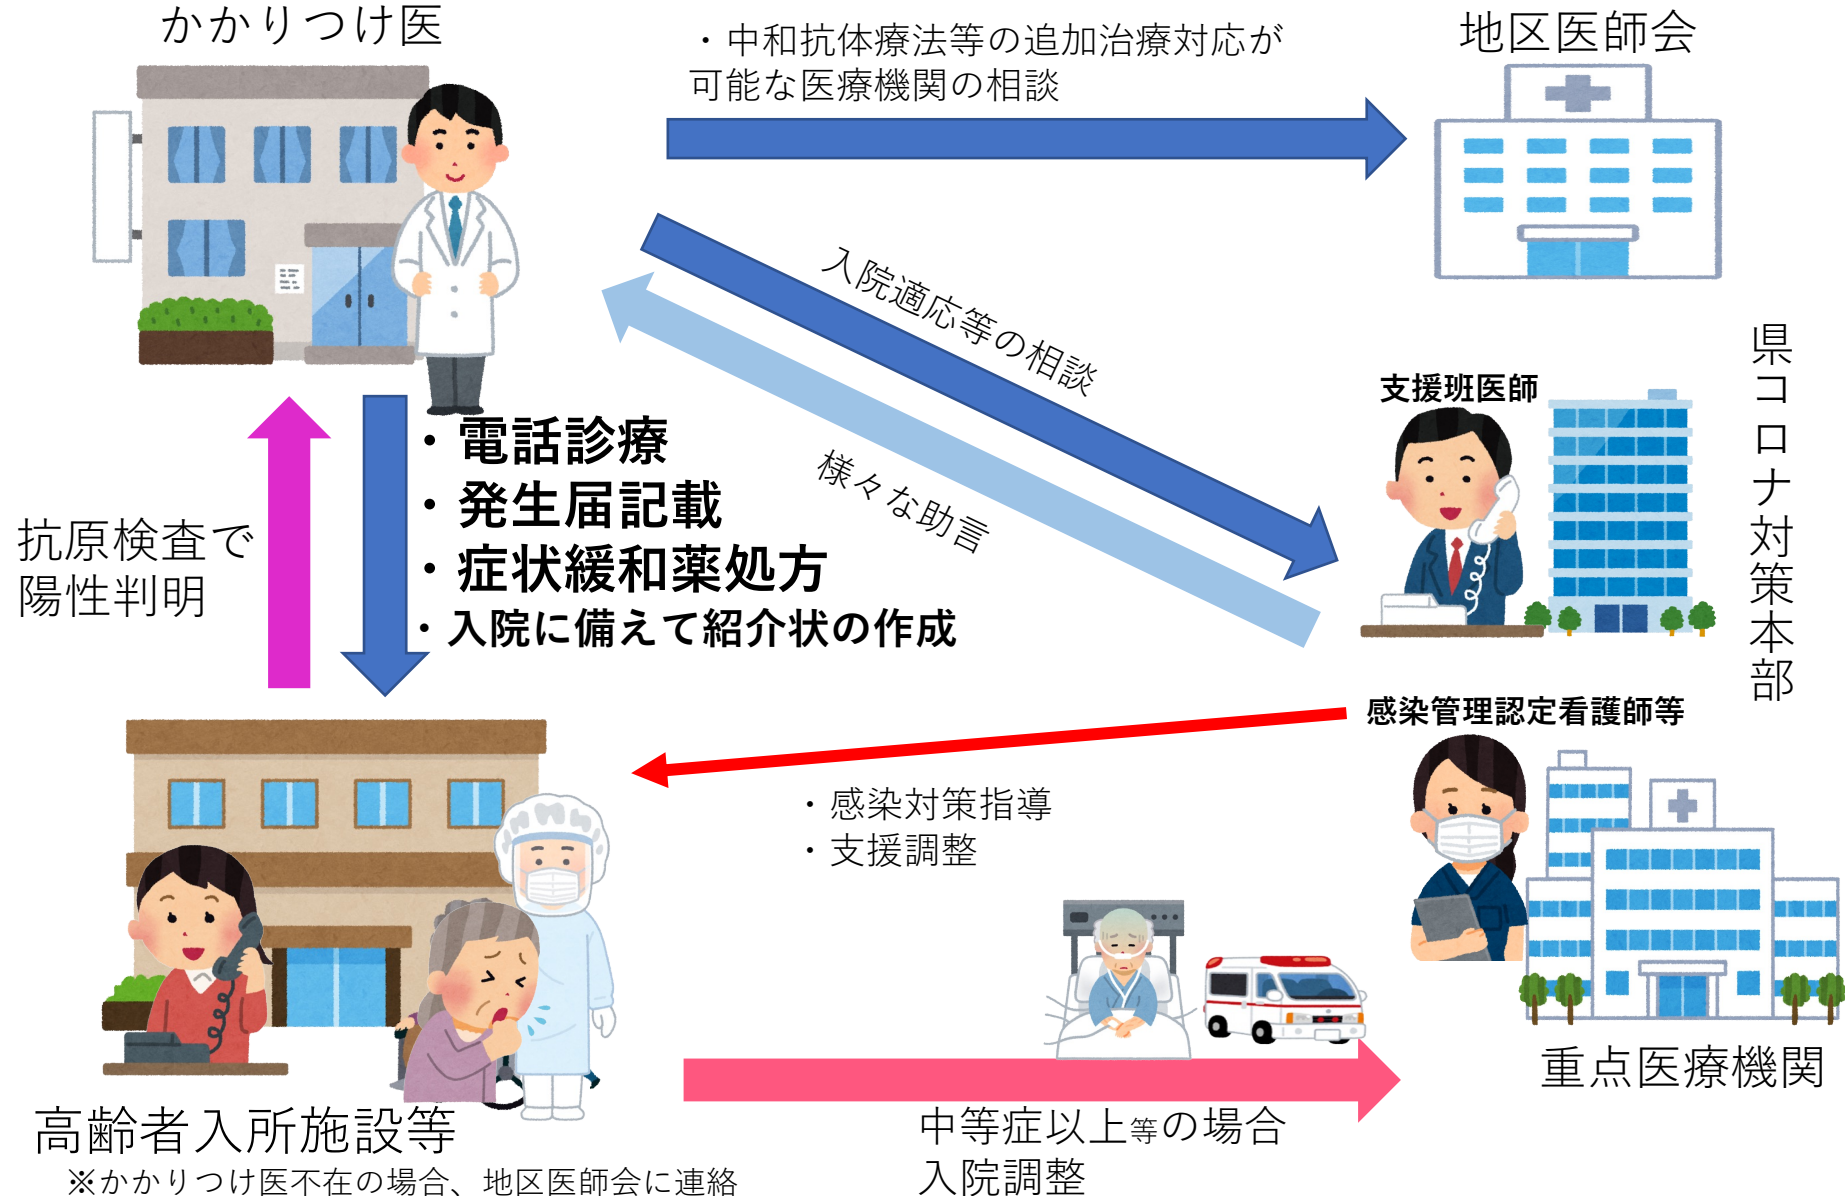 かかりつけ医
・中和抗体療法等の追加治療対応が
可能な医療機関の相談
地区医師会
入院適応等の相談
様々な助言
県コロナ対策本部
支援班医師
・電話診療
・発生届記載
・症状緩和薬処方
・入院に備えて紹介状の作成
抗原検査で
陽性判明
感染管理認定看護師等
・感染対策指導
・支援調整
重点医療機関
高齢者入所施設等
※かかりつけ医不在の場合、地区医師会に連絡
中等症以上等の場合
入院調整